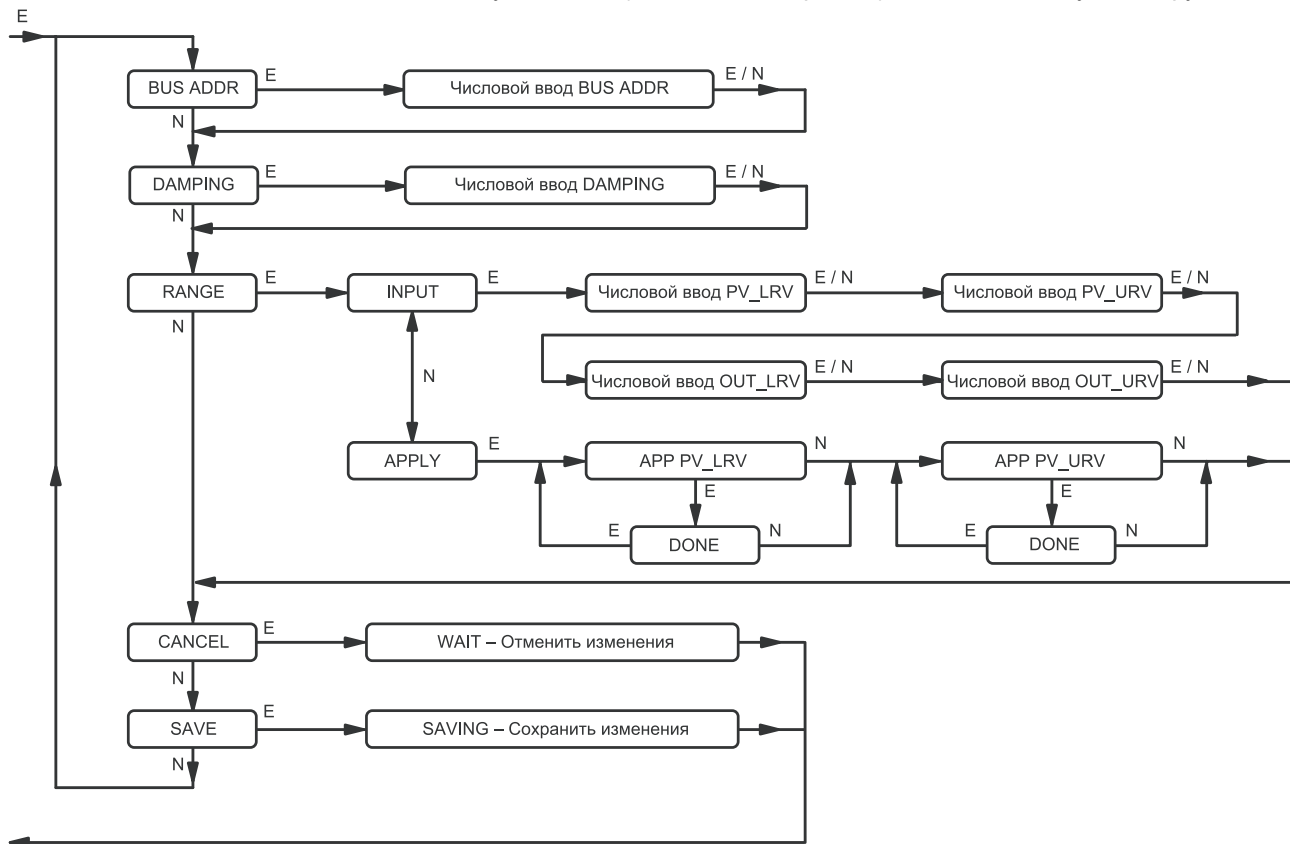 E
BUS ADDR
E
Числовой ввод BUS ADDR
E / N
N
DAMPING
E
Числовой ввод DAMPING
E / N
N
RANGE
E
INPUT
E
Числовой ввод PV_LRV
E / N
Числовой ввод PV_URV
E / N
N
N
Числовой ввод OUT_LRV
E / N
Числовой ввод OUT_URV
E / N
APPLY
E
APP PV_LRV
N
APP PV_URV
N
E
E
E
DONE
N
E
DONE
N
CANCEL
E
WAIT – Отменить изменения
N
SAVE
E
SAVING – Сохранить изменения
N